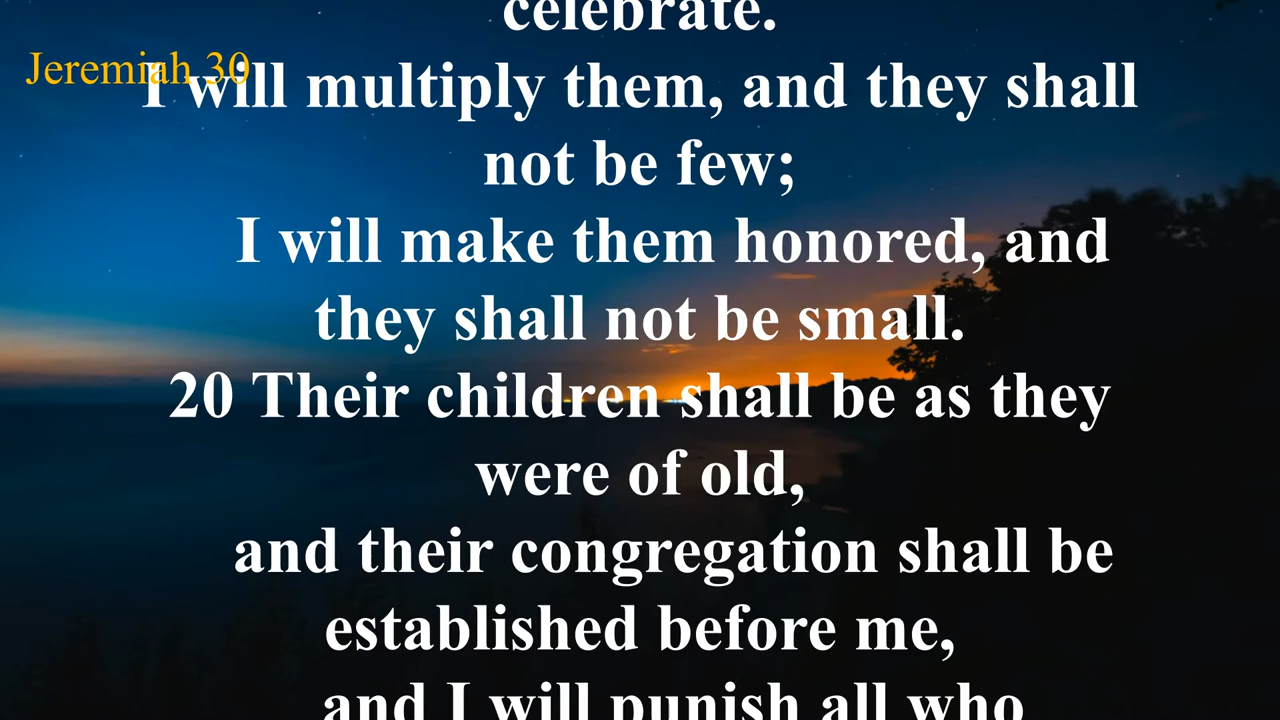 celebrate.
Jeremiah 30
I will multiply them, and they shall
not be few;
I will make them honored, and
they shall not be small.
20 Their children shall be as they
were of old,
and their congregation shall be
established before me,
and I will punish all who